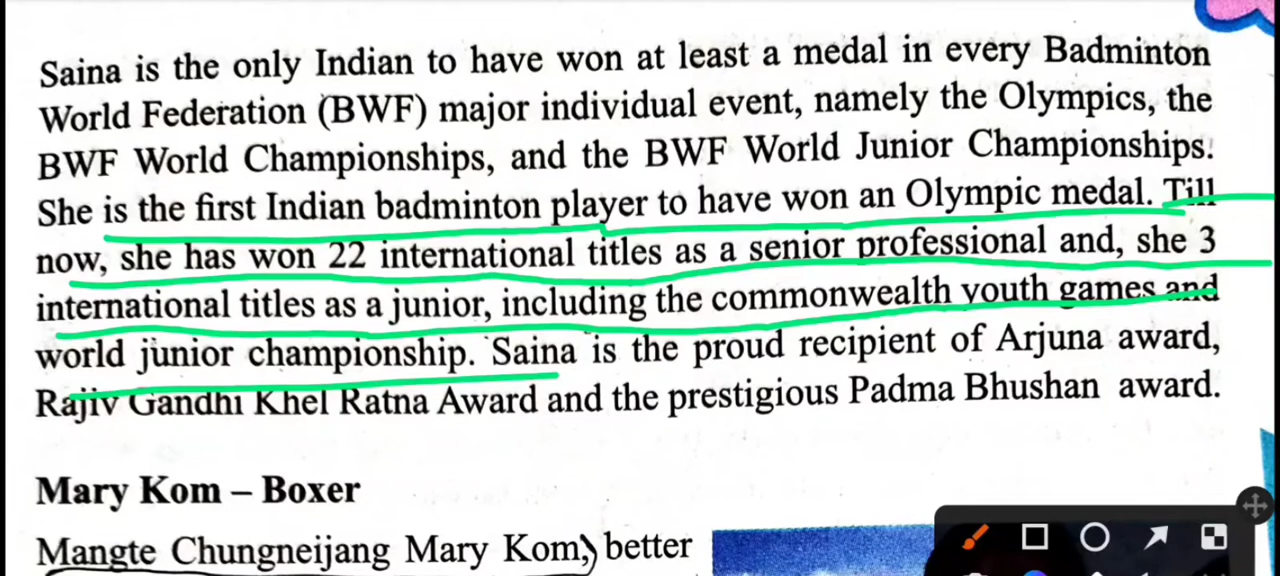 Saina is the only Indian to have won at least a medal in every Badminton
World Federation (BWF) major individual event, namely the Olympics, the
BWF World Championships, and the BWF World Junior Championships.
She is the first Indian badminton player to have won an Olympic medal. Till
now, she has won 22 international titles as a senior professional and, she 3
international titles as a junior, including the commonwealth youth games and
world junior championship. Saina is the proud recipient of Arjuna award,
Rajiv Gandhi Khel Ratna Award and the prestigious Padma Bhushan award.
Mary Kom – Boxer
Mangte Chungneijang Mary Kom, better